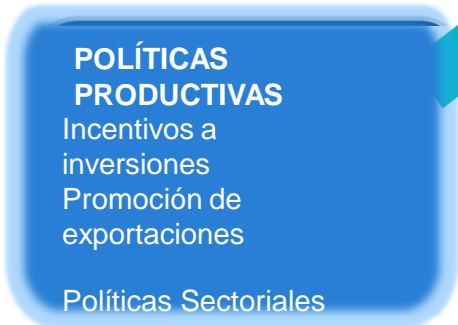 POLÍTICAS
PRODUCTIVAS
Incentivos a
inversiones
Promoción de
exportaciones
Políticas Sectoriales